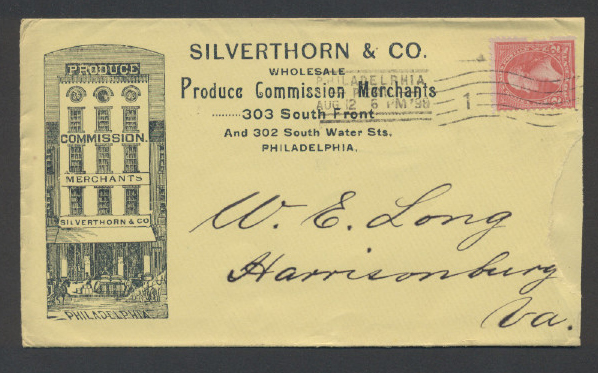 PRODUCE
COMMISSION.
MERCHANTS
SILVERTHORN & CO
PHILADELPHIA
SILVERTHORN & CO.
WHOLESALE
Produce Commission Merchants
303 South Front
And 302 South Water Sts.
PHILADELPHIA.
PHILADELPHIA
AUG 12 6 PM '98
1
W. E. Long
Harrisonburg
Va.